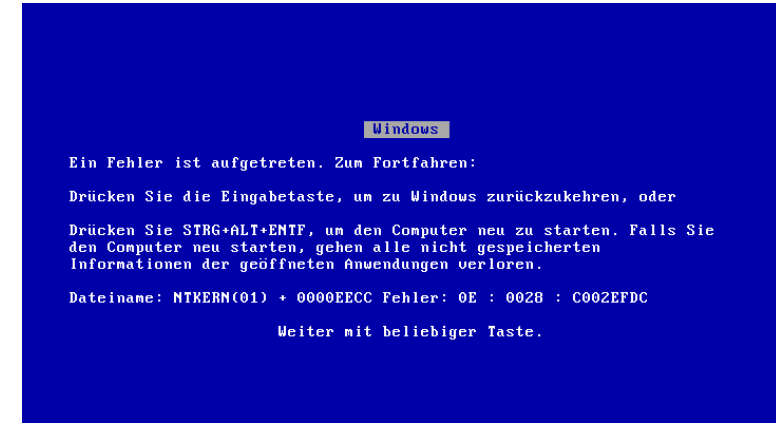 Windows
Ein Fehler ist aufgetreten. Zum Fortfahren:
Drücken Sie die Eingabetaste, um zu Windows zurückzukehren, oder
Drücken Sie STRG+ALT+ENTF, um den Computer neu zu starten. Falls Sie
den Computer neu starten, gehen alle nicht gespeicherten
Informationen der geöffneten Anwendungen verloren.
Dateiname: NTKERN(01) + 0000EECC Fehler: 0E : 0028 : C002EFDC
Weiter mit beliebiger Taste.